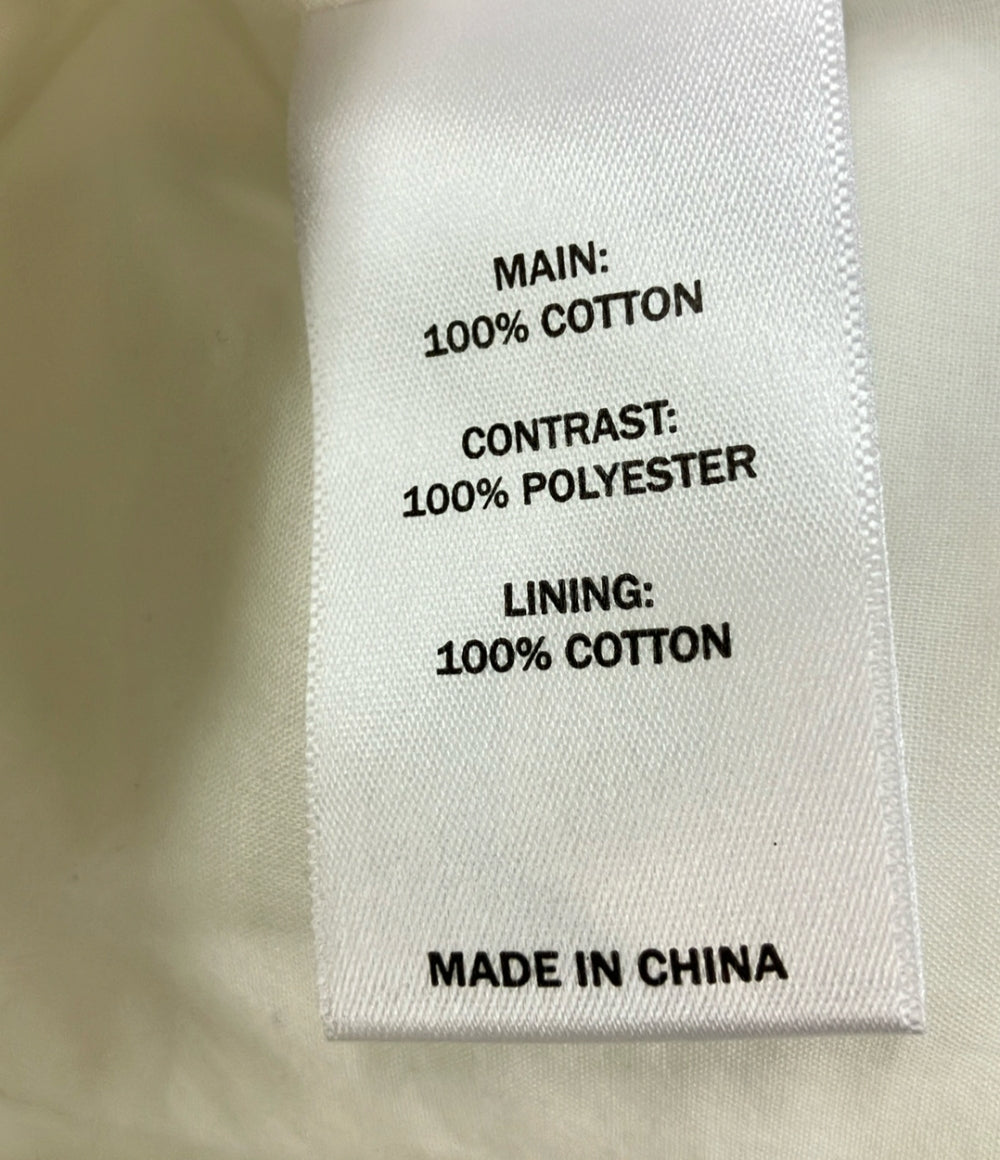 MAIN:
100% COTTON
CONTRAST:
100% POLYESTER
LINING:
100% COTTON
MADE IN CHINA